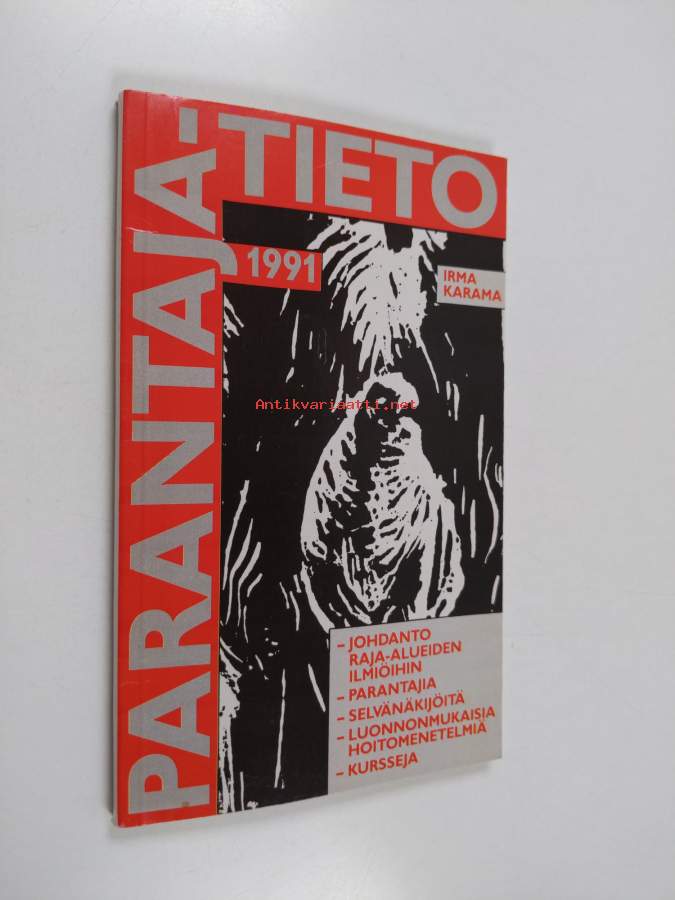 PARANTAJA-
TIETO
1991
IRMA
KARAMA
Antikvariaatti.net
- JOHDANTO
RAJA-ALUEIDEN
ILMIÖIHIN
- PARANTAJIA
- SELVÄNÄKIJÖITÄ
- LUONNONMUKAISIA
HOITOMENETELMIÄ
- KURSSEJA